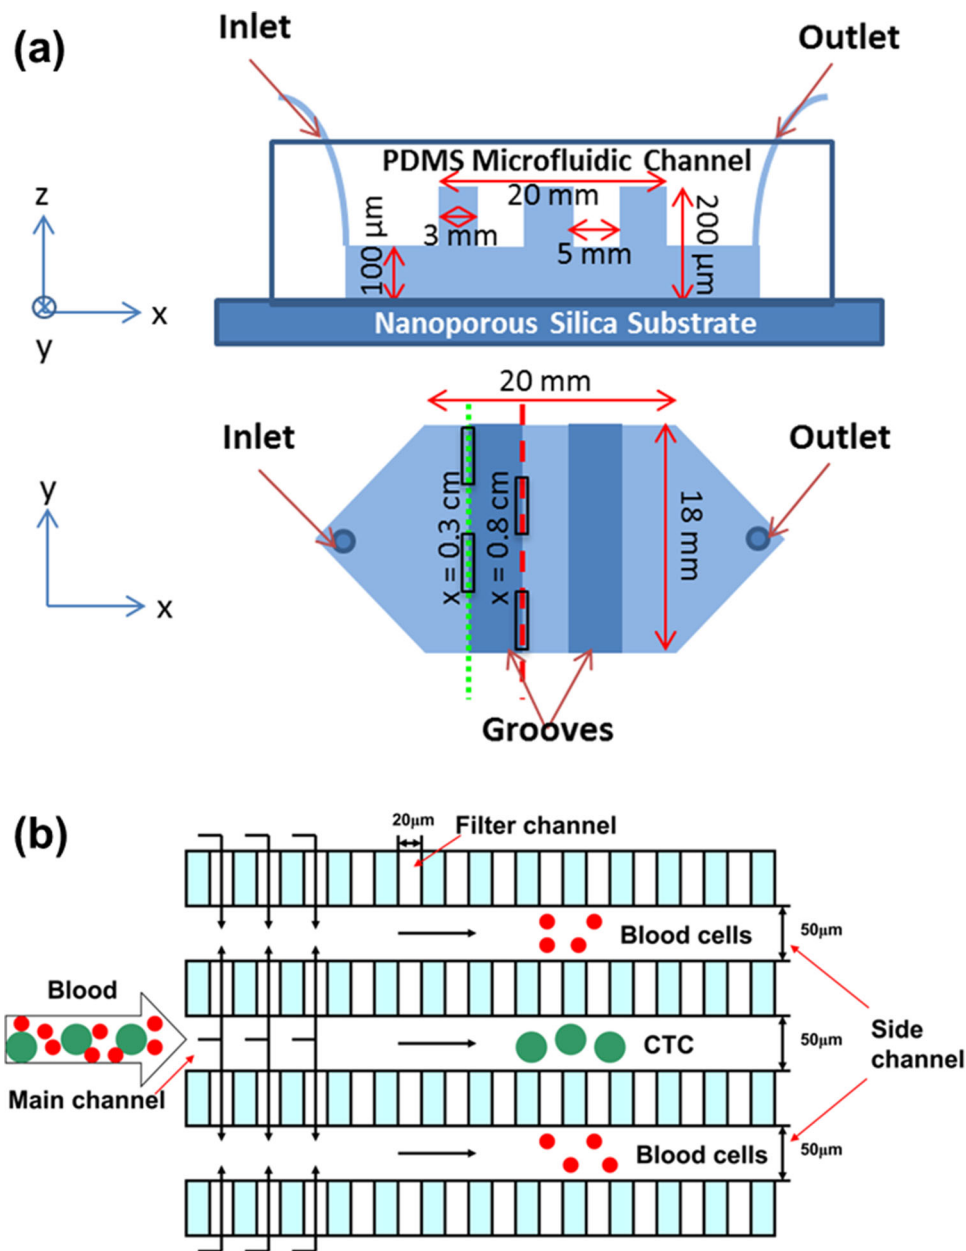 (a)
Inlet
Outlet
PDMS Microfluidic Channel
20 mm
3 mm
5 mm
100 µm
200 µm
Nanoporous Silica Substrate
z
x
y
20 mm
Inlet
Outlet
x = 0.3 cm
x = 0.8 cm
18 mm
y
x
Grooves
(b)
20µm
Filter channel
Blood cells
50µm
Blood
CTC
50µm
Side
channel
Main channel
Blood cells
50µm